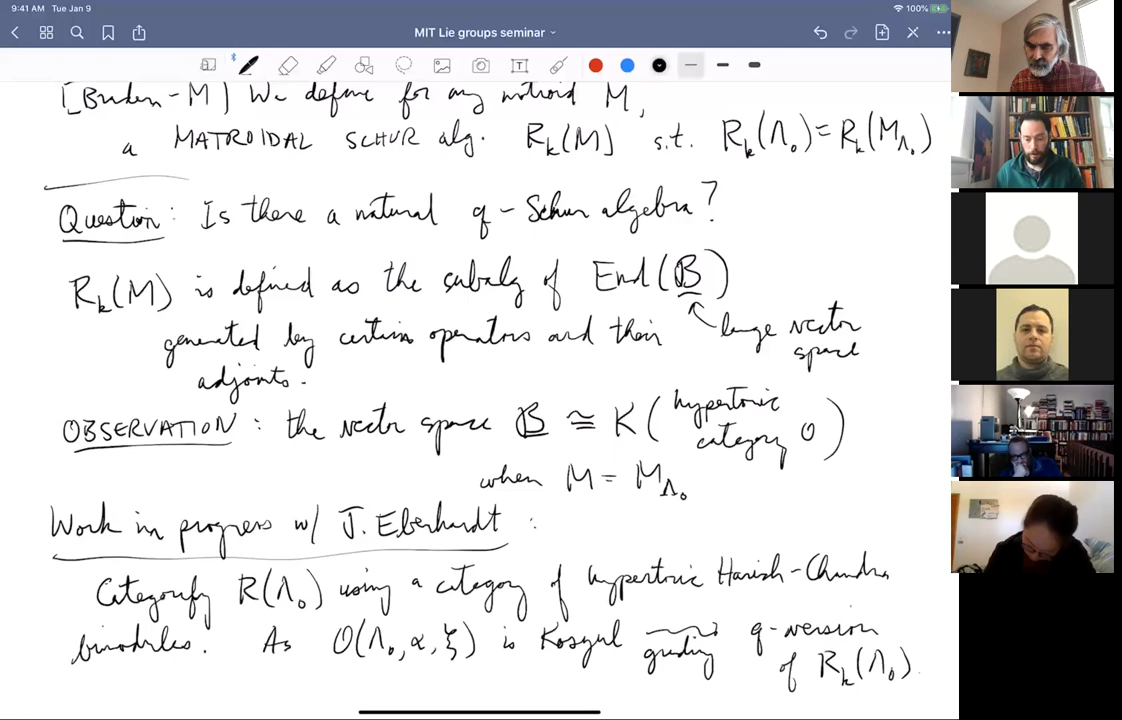 9:41 AM Tue Jan 9
100%
MIT Lie groups seminar
[Braden-M] We define for any matroid M,
a MATROIDAL SCHUR alg. R_k(M) s.t. R_k(Λ_0) = R_k(M_Λ_0)
Question: Is there a natural q-Schur algebra?
R_k(M) is defined as the subalg of End(B)
generated by certain operators and their
adjoints.
large vector
space
OBSERVATION: the vector space B ≅ K(hypertoric category O)
when M = M_Λ_0
Work in progress w/ J. Eberhardt:
Categorify R(Λ_0) using a category of hypertoric Harish-Chandra
bimodules. As O(Λ_0, α, ξ) is Koszul grading q-version
of R_k(Λ_0).